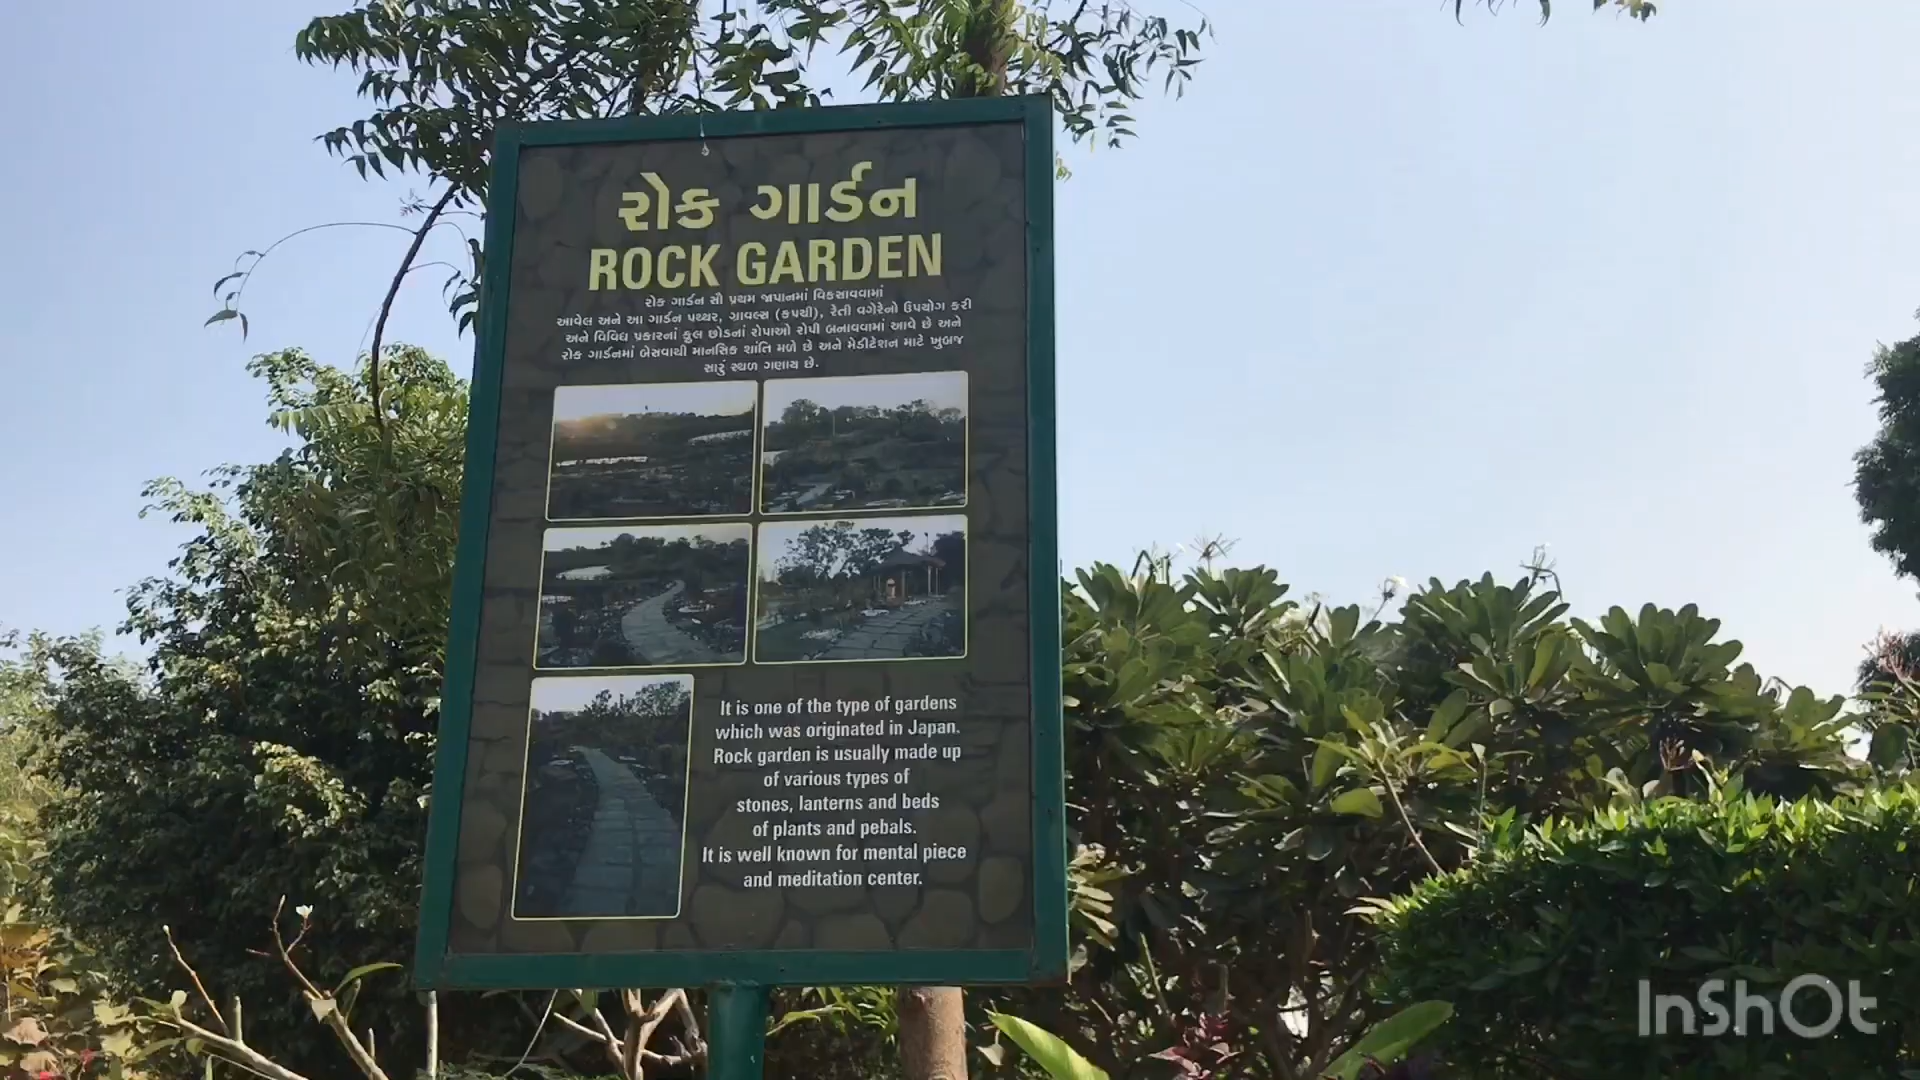 રોક ગાર્ડન
ROCK GARDEN
રોક ગાર્ડન સૌ પ્રથમ જાપાનમાં વિકસાવવામાં
આવેલ અને આ ગાર્ડન પથ્થર, ગ્રાવલ્સ (કપચી), રેતી વગેરેનો ઉપયોગ કરી
અને વિવિધ પ્રકારનાં ફુલ છોડનાં રોપાઓ રોપી બનાવવામાં આવે છે અને
રોક ગાર્ડનમાં બેસવાથી માનસિક શાંતિ મળે છે અને મેડીટેશન માટે ખુબજ
સારું સ્થળ ગણાય છે.
It is one of the type of gardens
which was originated in Japan.
Rock garden is usually made up
of various types of
stones, lanterns and beds
of plants and pebals.
It is well known for mental piece
and meditation center.
InShOt